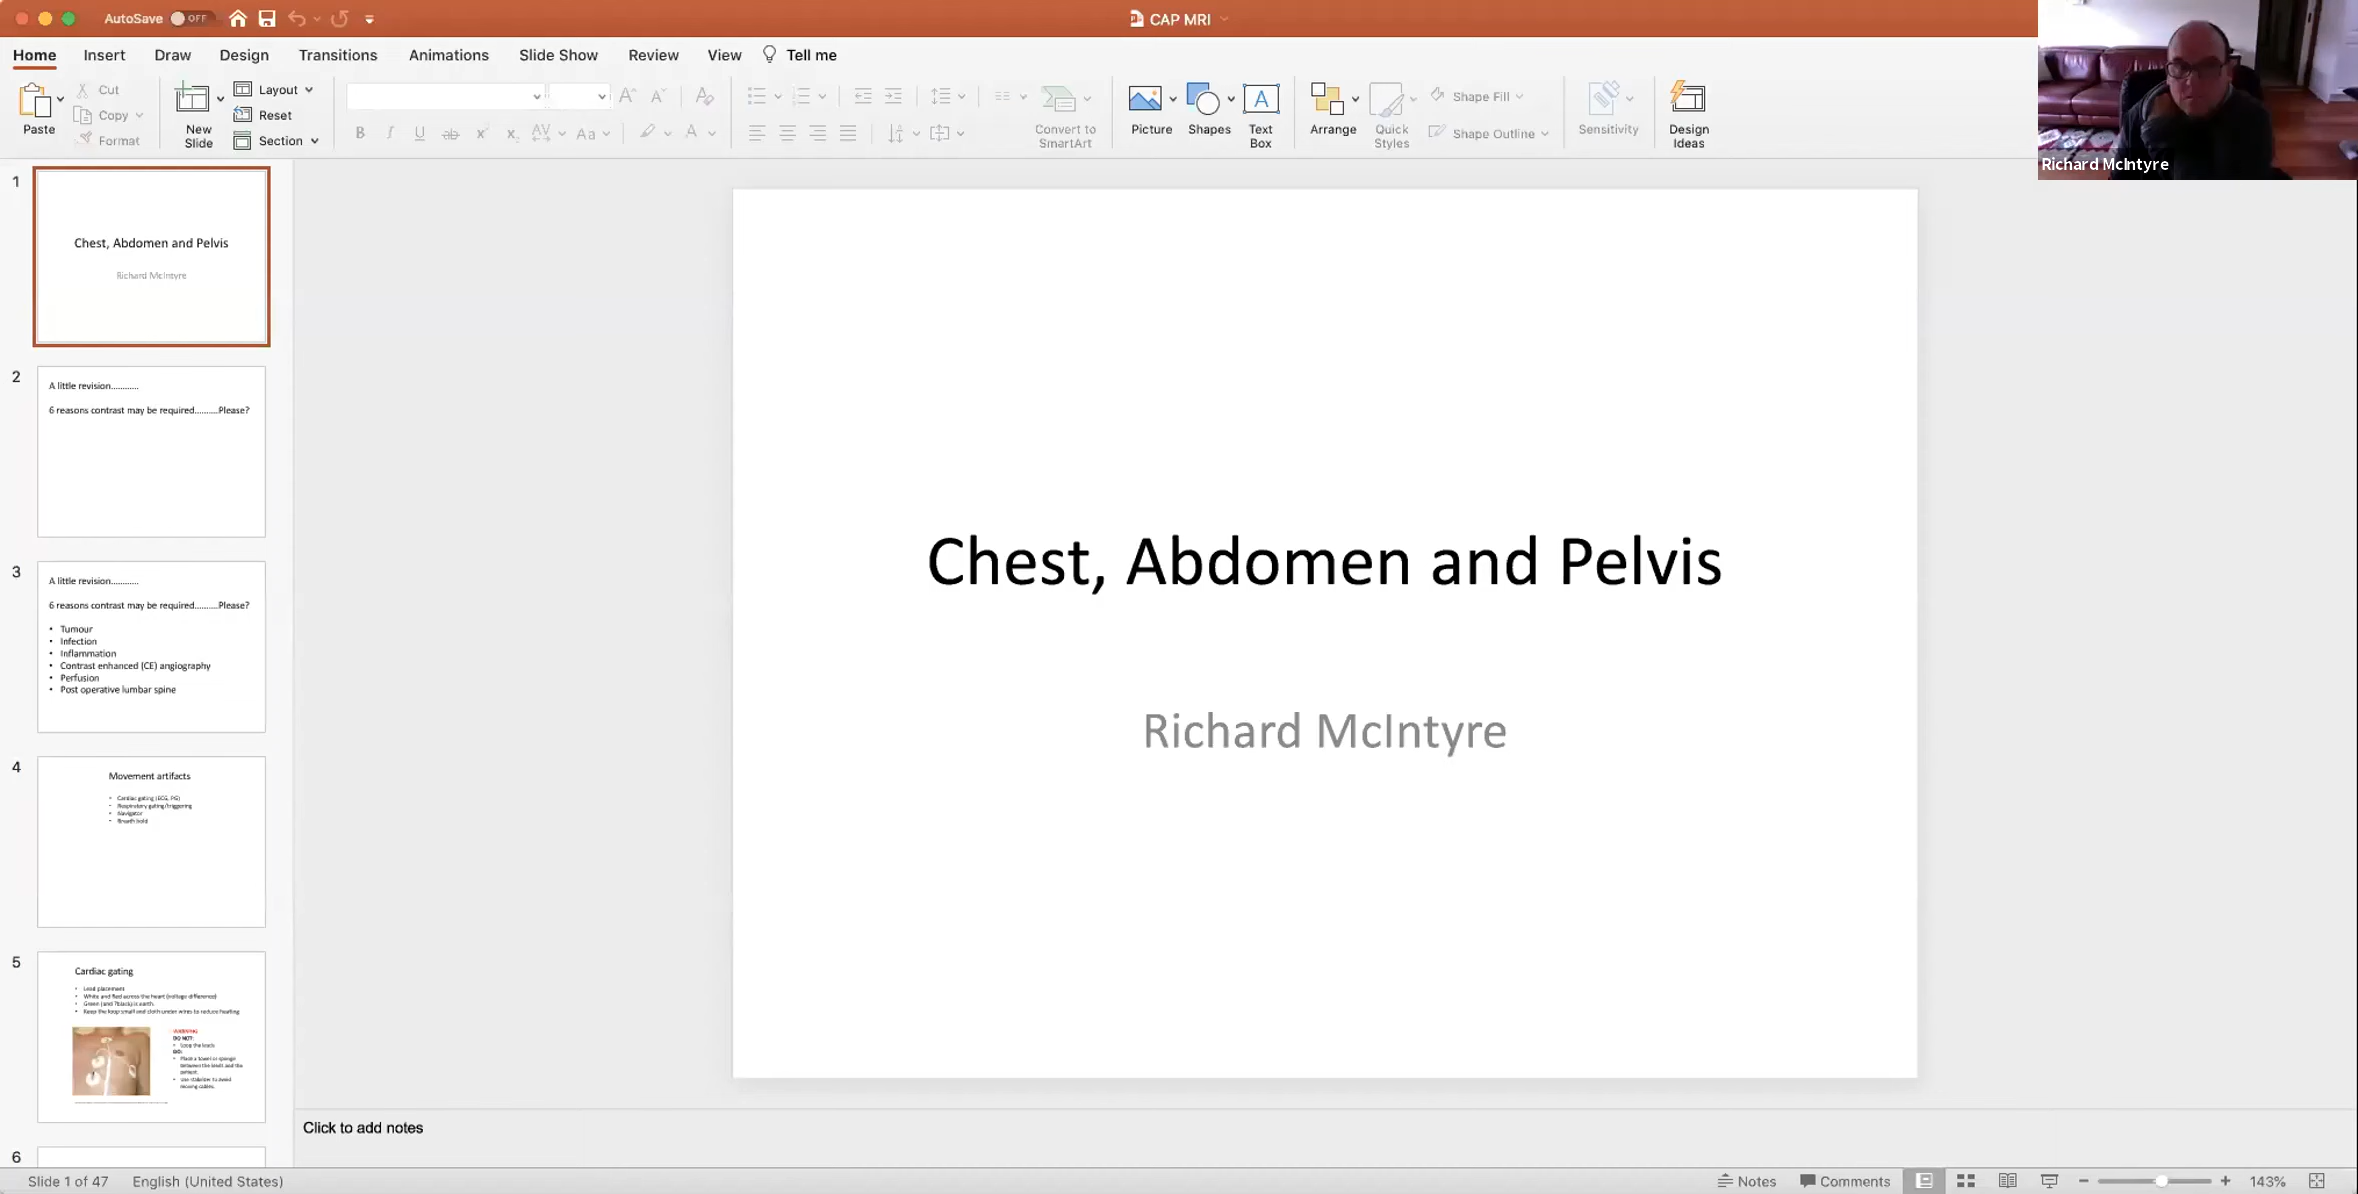 AutoSave OFF
CAP MRI
Home Insert Draw Design Transitions Animations Slide Show Review View Tell me
Paste
Cut
Copy
Format
New Slide
Layout
Reset
Section
Convert to SmartArt
Picture
Shapes
Text Box
Arrange
Quick Styles
Shape Fill
Shape Outline
Sensitivity
Design Ideas
Richard McIntyre
1
Chest, Abdomen and Pelvis
Richard McIntyre
2
A little revision............
6 reasons contrast may be required..........Please?
3
A little revision............
6 reasons contrast may be required..........Please?
• Tumour
• Infection
• Inflammation
• Contrast enhanced (CE) angiography
• Perfusion
• Post operative lumbar spine
4
Movement artifacts
• Cardiac gating (ECG, PG)
• Respiratory gating/triggering
• Navigator
• Breath hold
5
Cardiac gating
• Lead placement
• White and Red across the heart (voltage difference)
• Green (and ?black) is earth
• Keep the loop small and cloth under wires to reduce heating
WARNING
DO NOT:
• Loop the leads
DO:
• Place a towel or sponge
between the leads and the
patient.
• Use stabilizer to avoid
moving cables.
6
Chest, Abdomen and Pelvis
Richard McIntyre
Click to add notes
Slide 1 of 47 English (United States)
Notes Comments 143%